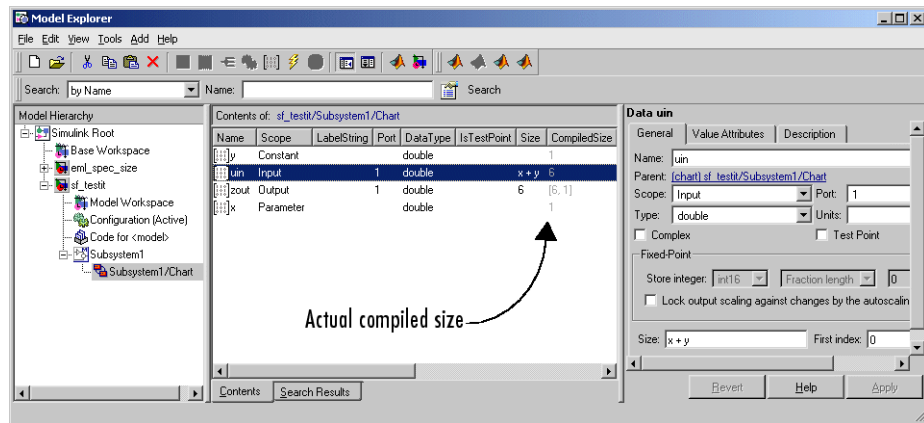 Model Explorer
File Edit View Tools Add Help
Search: by Name Name: Search
Model Hierarchy
Simulink Root
Base Workspace
eml_spec_size
sf_testit
Model Workspace
Configuration (Active)
Code for <model>
Subsystem1
Subsystem1/Chart
Contents of: sf_testit/Subsystem1/Chart
Name Scope LabelString Port DataType IsTestPoint Size CompiledSize
y Constant double 1
uin Input 1 double x + y 6
zout Output 1 double 6 [6, 1]
x Parameter double 1
Actual compiled size
Contents Search Results
Data uin
General Value Attributes Description
Name: uin
Parent: (chart) sf_testit/Subsystem1/Chart
Scope: Input Port: 1
Type: double Units:
Complex Test Point
Fixed-Point
Store integer: int16 Fraction length 0
Lock output scaling against changes by the autoscalin
Size: x + y First index: 0
Revert Help Apply